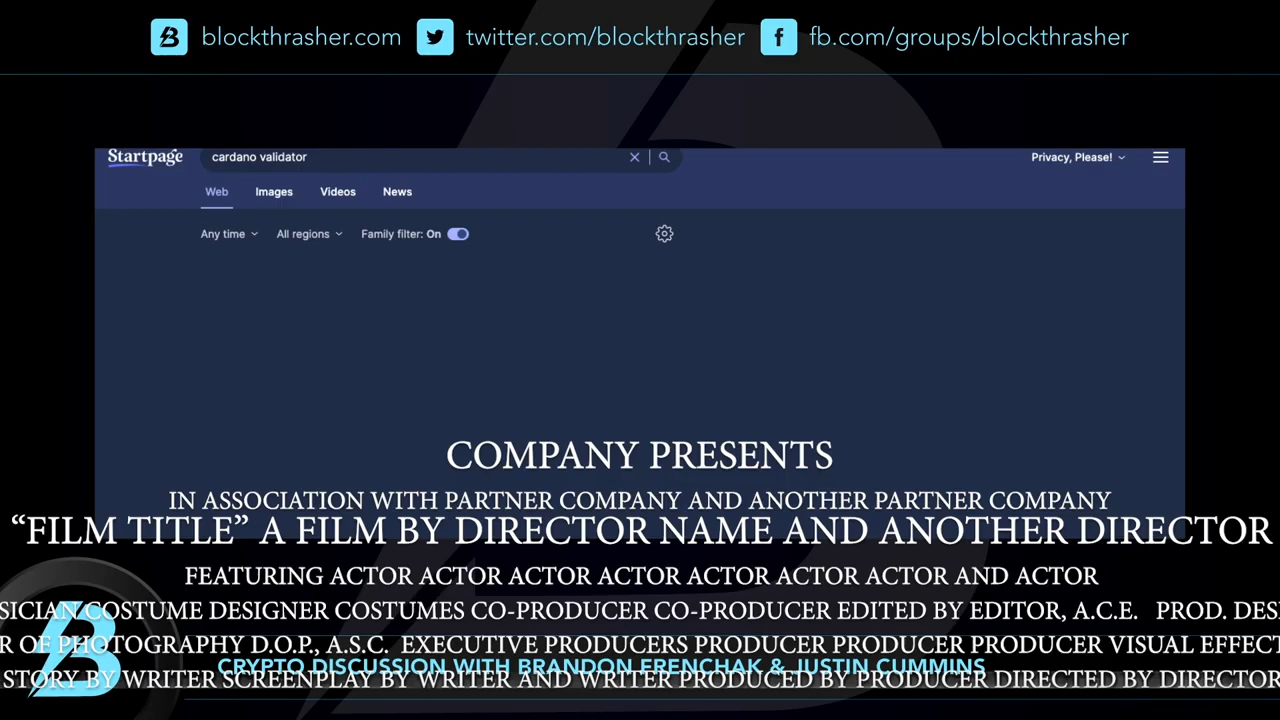 blockthrasher.com twitter.com/blockthrasher fb.com/groups/blockthrasher
Startpage cardano validator Privacy, Please!
Web Images Videos News
Any time All regions Family filter: On
COMPANY PRESENTS
IN ASSOCIATION WITH PARTNER COMPANY AND ANOTHER PARTNER COMPANY
“FILM TITLE” A FILM BY DIRECTOR NAME AND ANOTHER DIRECTOR
FEATURING ACTOR ACTOR ACTOR ACTOR ACTOR ACTOR ACTOR AND ACTOR
SICIAN COSTUME DESIGNER COSTUMES CO-PRODUCER CO-PRODUCER EDITED BY EDITOR, A.C.E. PROD. DES
R OF PHOTOGRAPHY D.O.P., A.S.C. EXECUTIVE PRODUCERS PRODUCER PRODUCER PRODUCER VISUAL EFFECT
CRYPTO DISCUSSION WITH BRANDON FRENCHAK & JUSTIN CUMMINS
STORY BY WRITER SCREENPLAY BY WRITER AND WRITER PRODUCED BY PRODUCER DIRECTED BY DIRECTOR